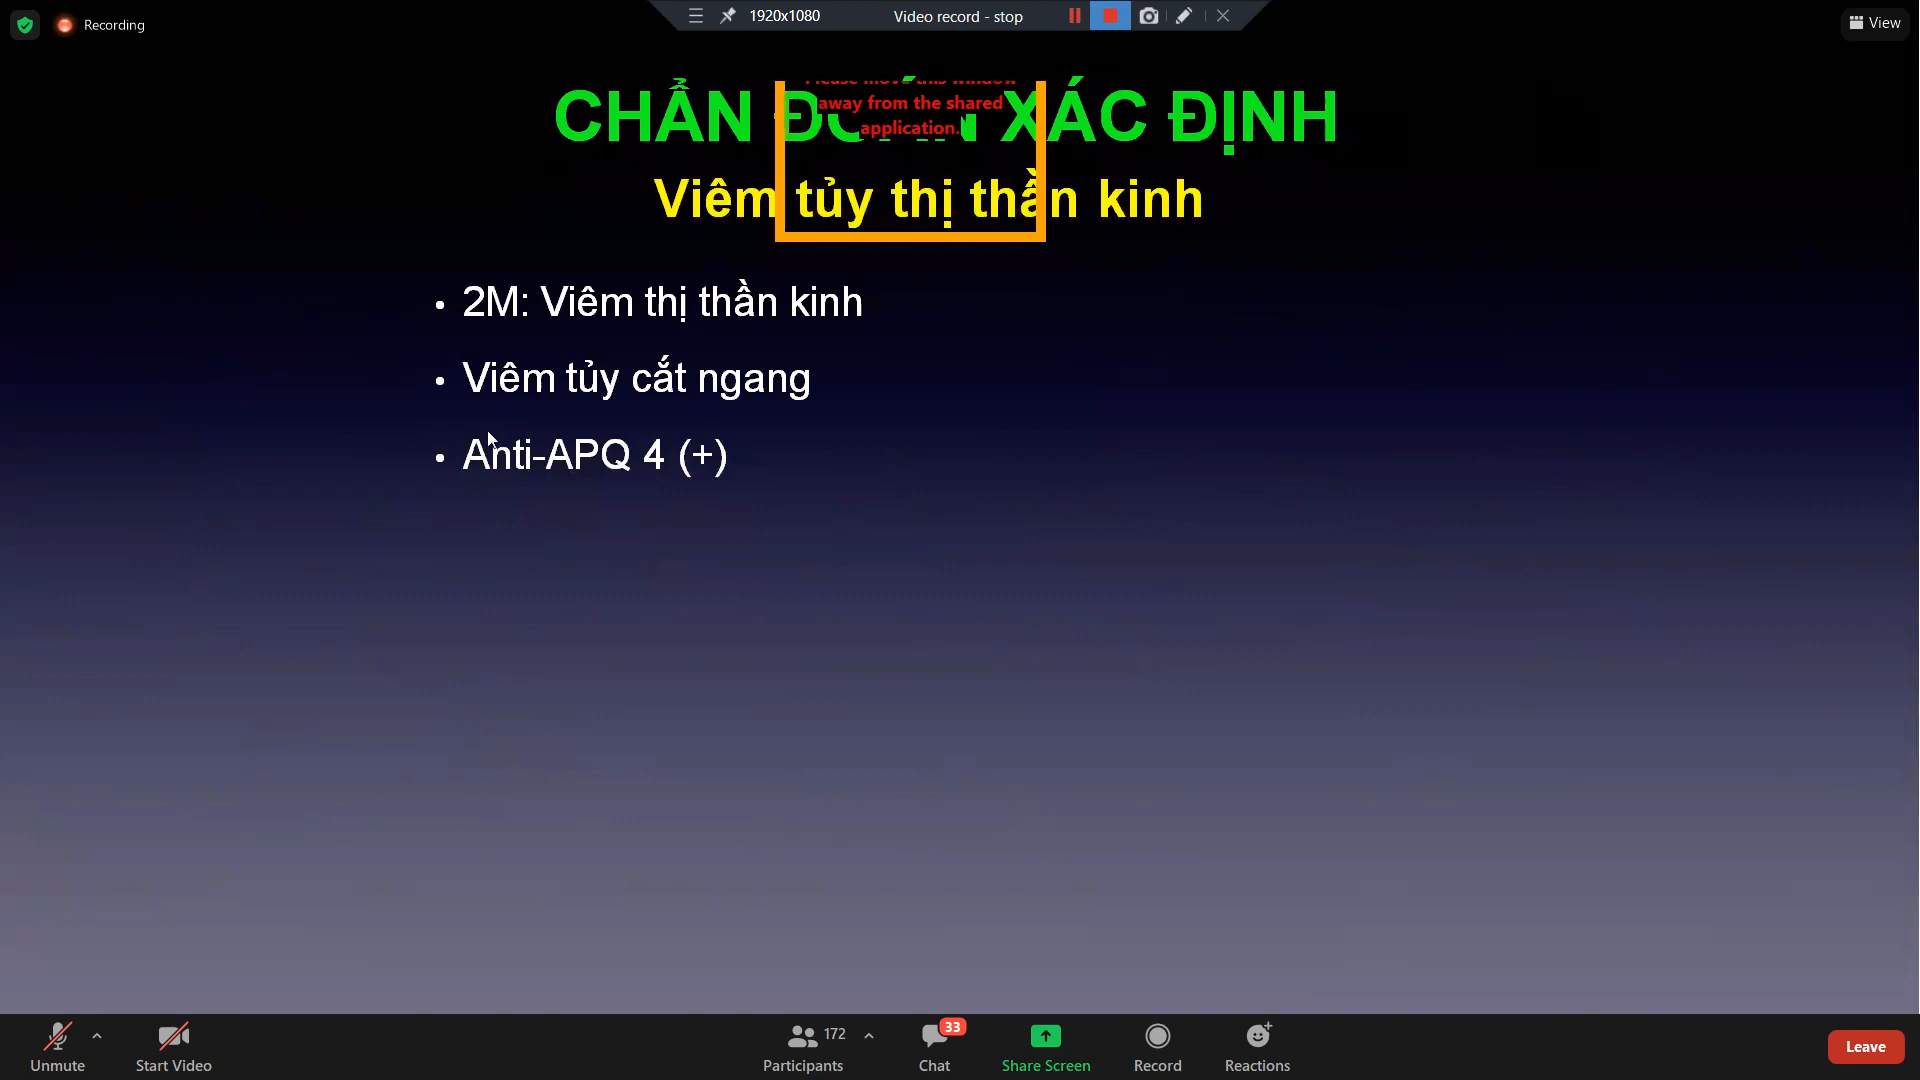 Recording
1920x1080
Video record - stop
View
CHẨN XÁC ĐỊNH
away from the shared
application.
Viêm tủy thị thần kinh
• 2M: Viêm thị thần kinh
• Viêm tủy cắt ngang
• Anti-APQ 4 (+)
Unmute
Start Video
172
Participants
33
Chat
Share Screen
Record
Reactions
Leave